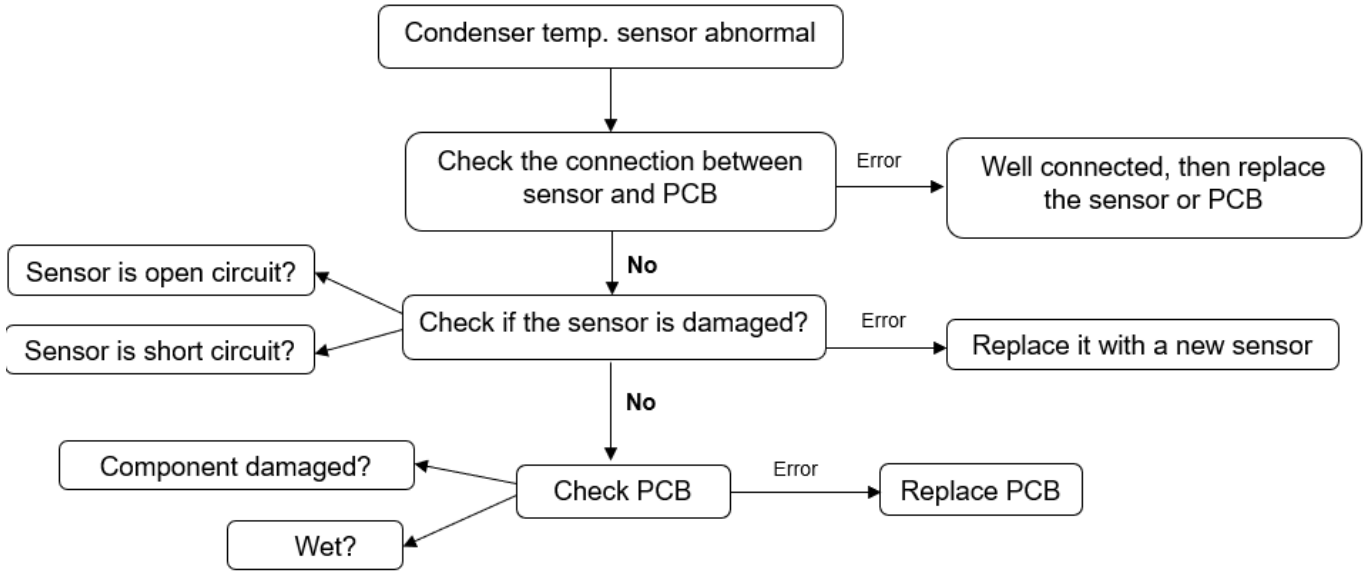 Condenser temp. sensor abnormal
Check the connection between
sensor and PCB
Error
Well connected, then replace
the sensor or PCB
No
Sensor is open circuit?
Sensor is short circuit?
Check if the sensor is damaged?
Error
Replace it with a new sensor
No
Component damaged?
Wet?
Check PCB
Error
Replace PCB